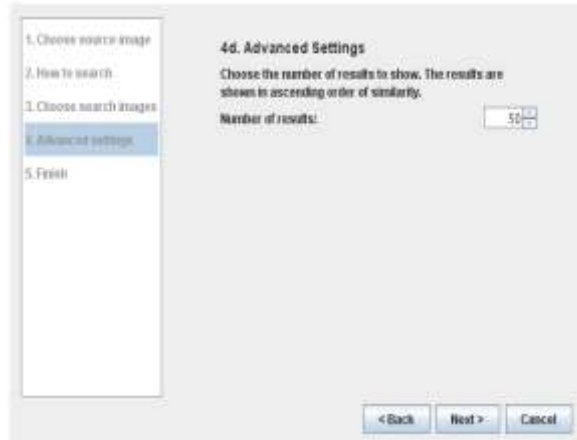 1. Choose source image
2. How to search
3. Choose search images
4. Advanced settings
5. Finish
4d. Advanced Settings
Choose the number of results to show. The results are
shown in ascending order of similarity.
Number of results:
50
< Back
Next >
Cancel